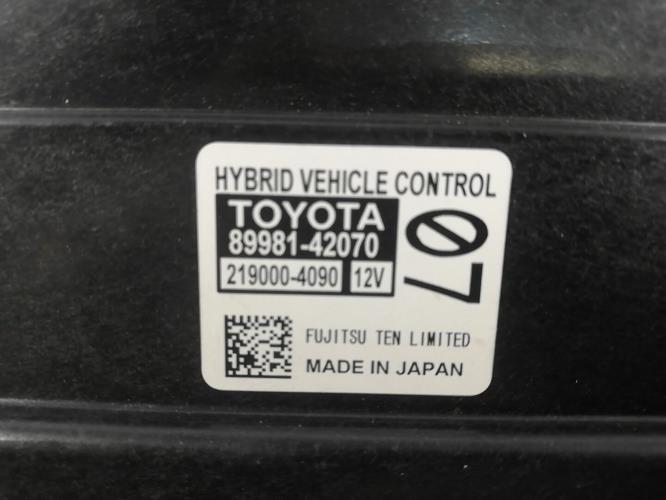 HYBRID VEHICLE CONTROL
TOYOTA
89981-42070
219000-4090 12V
07
FUJITSU TEN LIMITED
MADE IN JAPAN